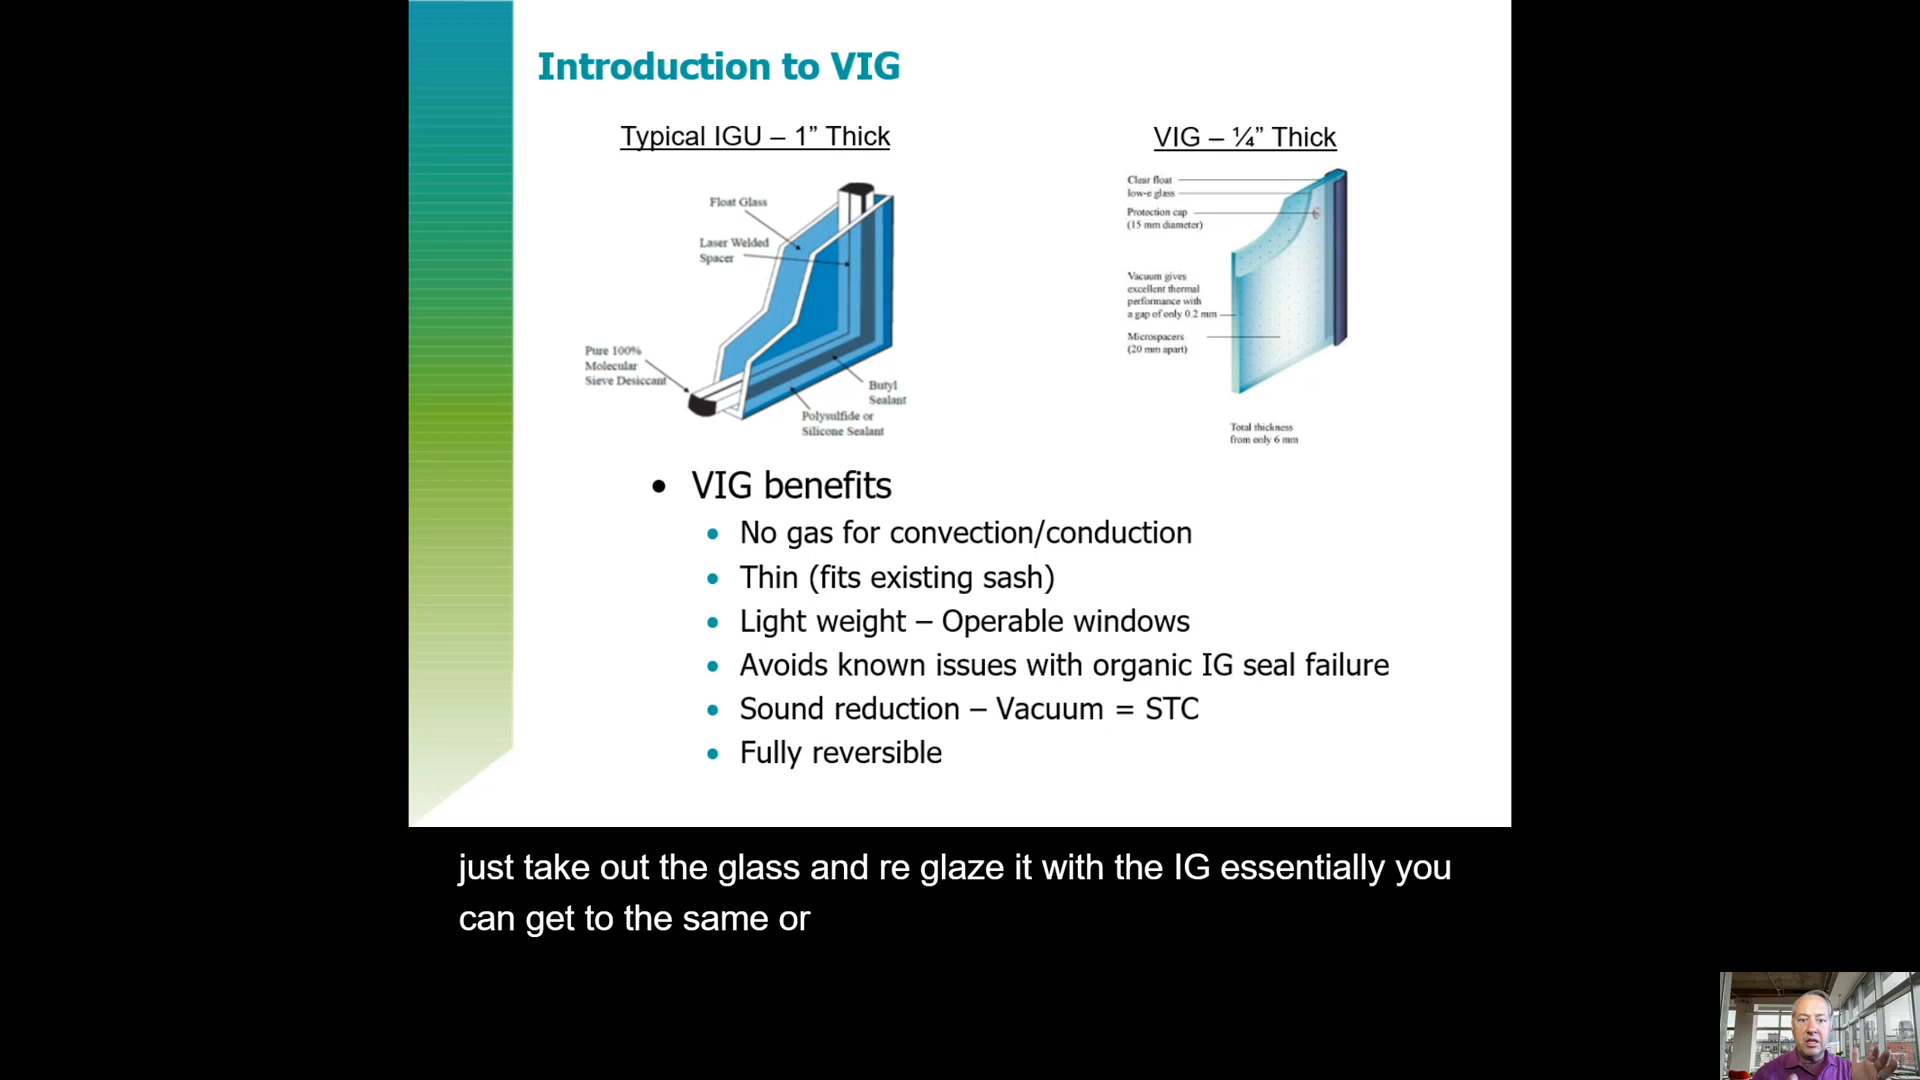 Introduction to VIG
Typical IGU – 1” Thick
VIG – ¼” Thick
Float Glass
Laser Welded
Spacer
Pure 100%
Molecular
Sieve Desiccant
Butyl
Sealant
Polysulfide or
Silicone Sealant
Clear float
low-e glass
Protection cap
(15 mm diameter)
Vacuum gives
excellent thermal
performance with
a gap of only 0.2 mm
Microspacers
(20 mm apart)
Total thickness
from only 6 mm
• VIG benefits
• No gas for convection/conduction
• Thin (fits existing sash)
• Light weight – Operable windows
• Avoids known issues with organic IG seal failure
• Sound reduction – Vacuum = STC
• Fully reversible
just take out the glass and re glaze it with the IG essentially you
can get to the same or